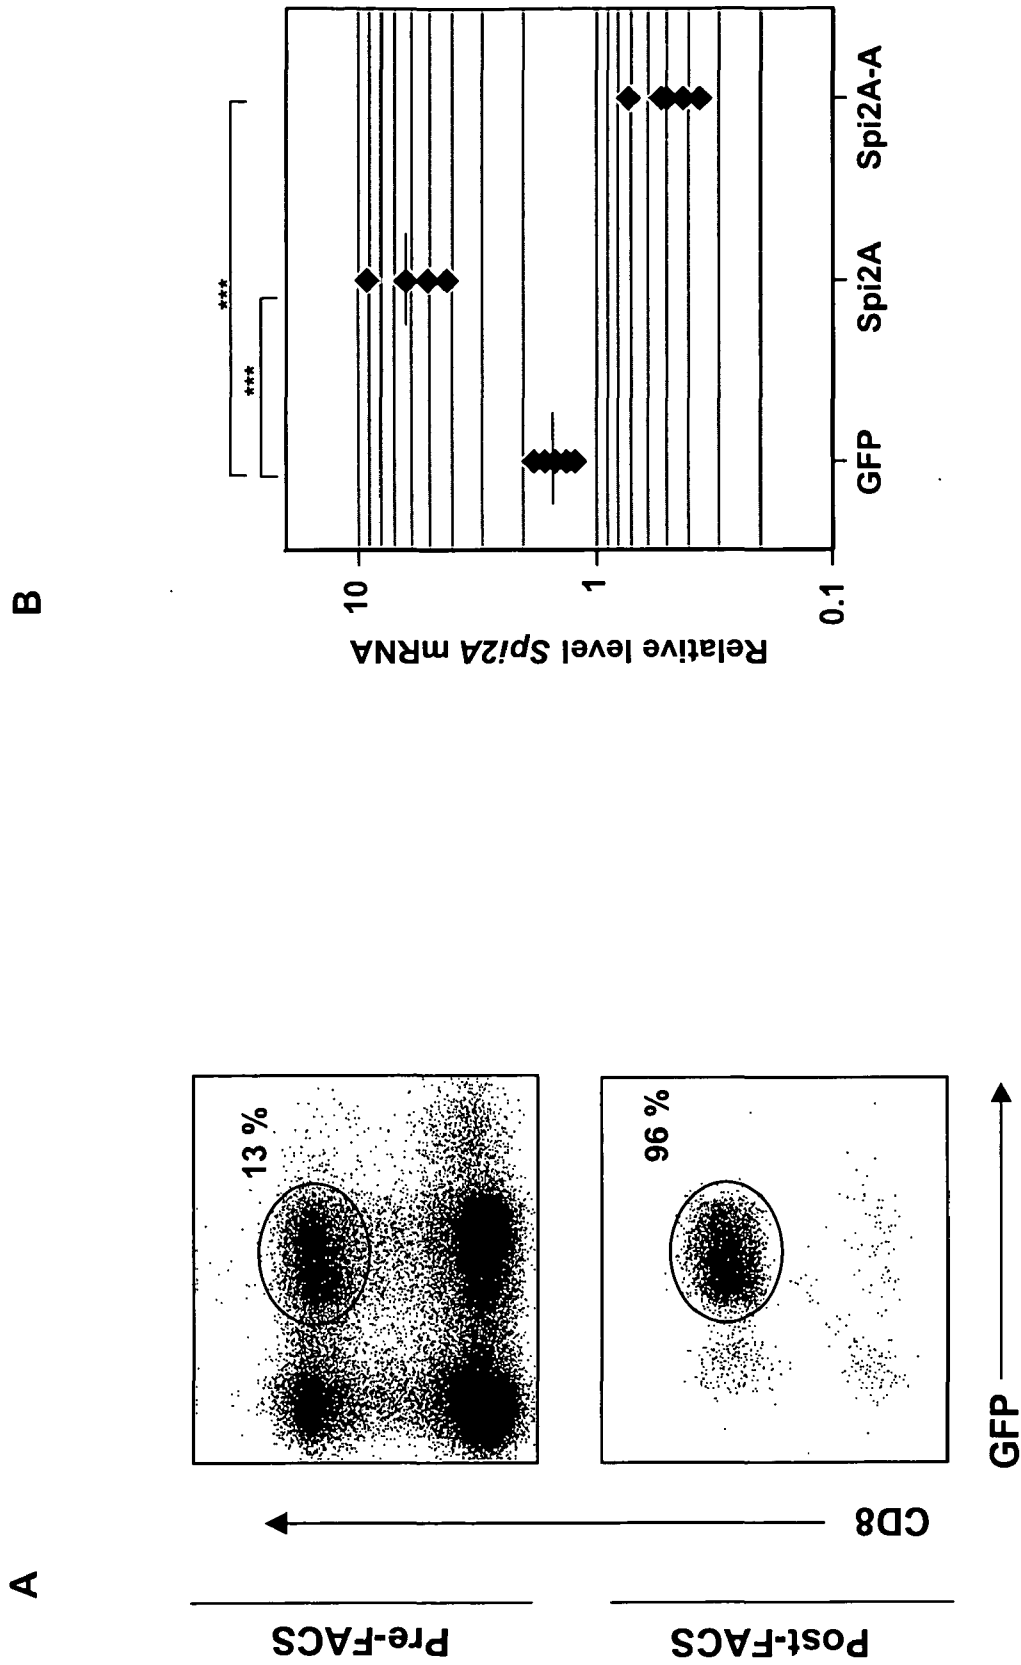 A
Pre-FACS
Post-FACS
CD8
13 %
96 %
GFP
B
Relative level Spi2A mRNA
10
1
0.1
***
***
GFP
Spi2A
Spi2A-A